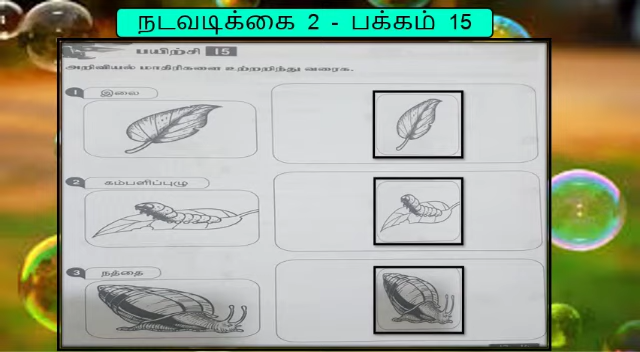 நடவடிக்கை 2 - பக்கம் 15
பயிற்சி 15
அறிவியல் மாதிரிகளை உற்றறிந்து வரைக.
1 இலை
2 கம்பளிப்புழு
3 நத்தை